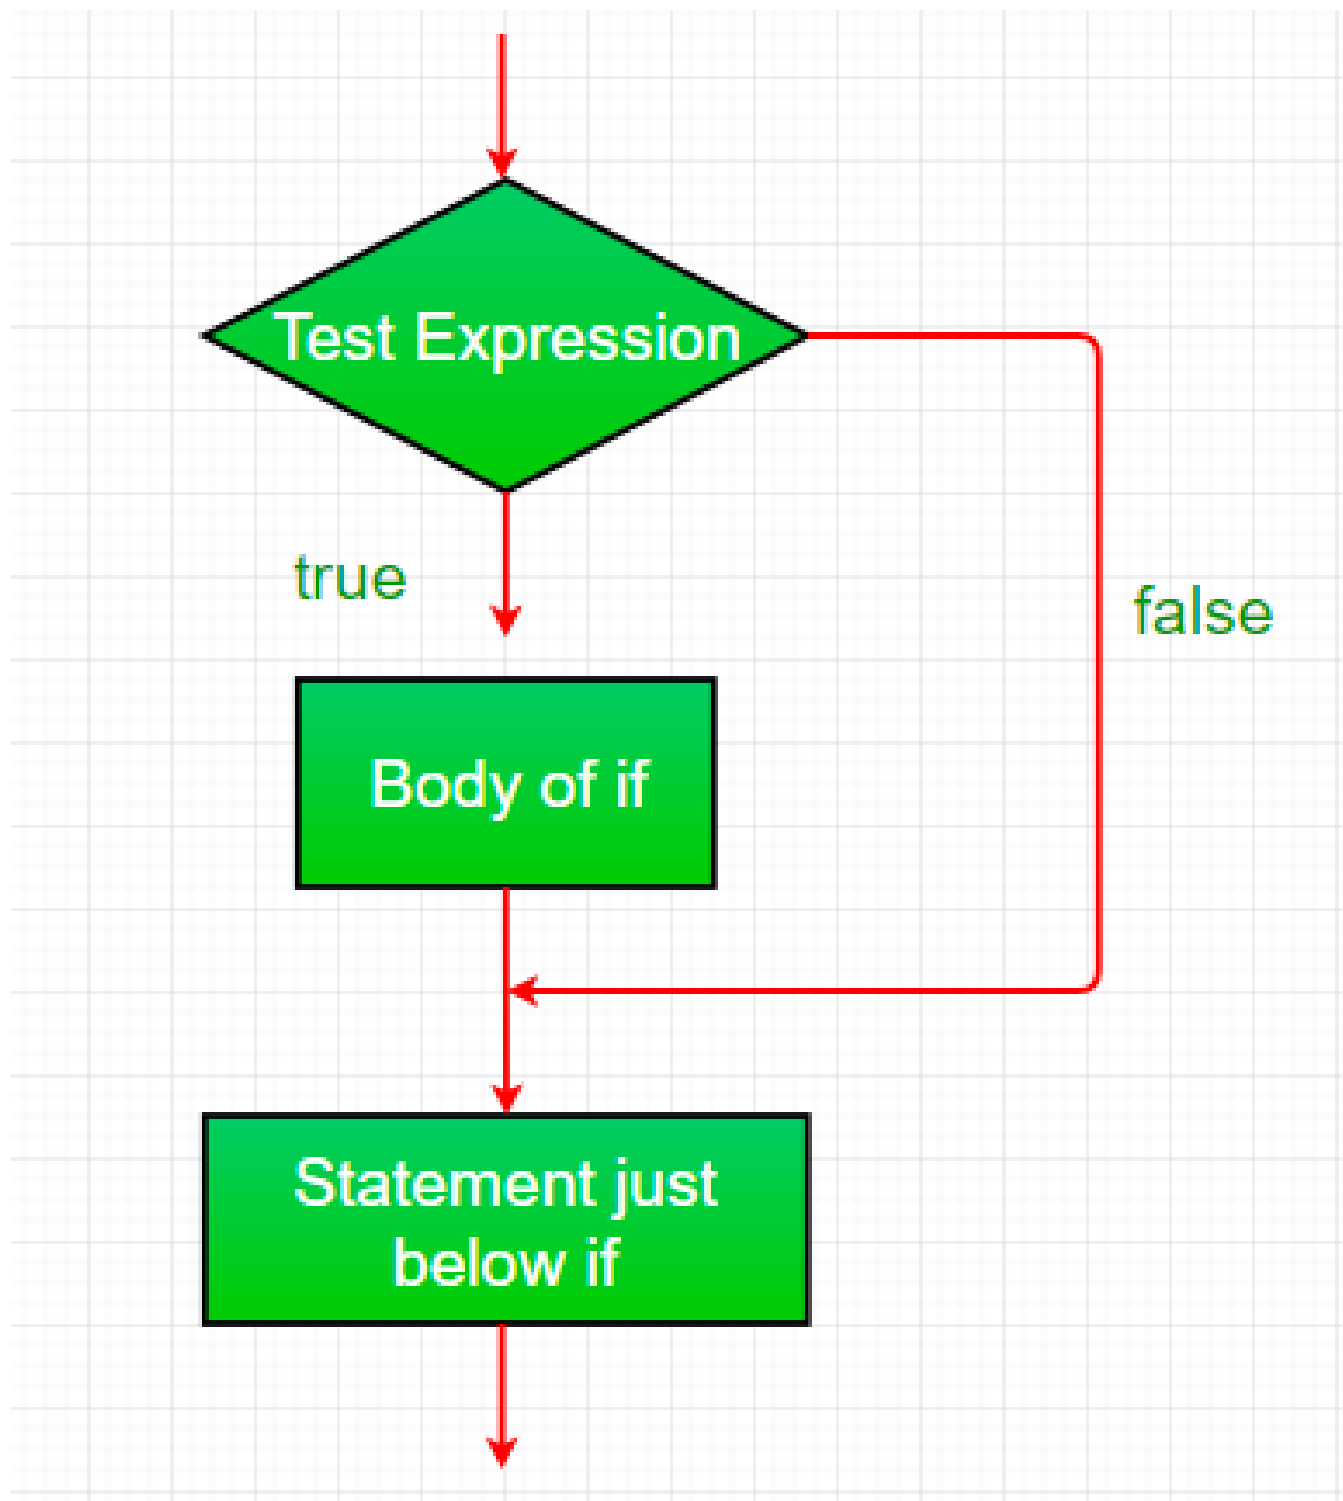 Test Expression
true
false
Body of if
Statement just
below if